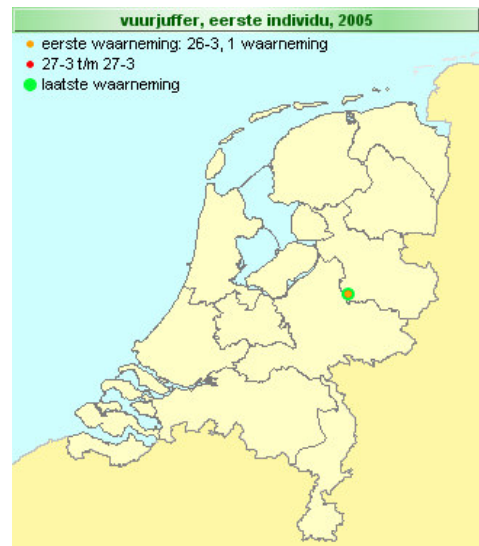 vuurjuffer, eerste individu, 2005
eerste waarneming: 26-3, 1 waarneming
27-3 t/m 27-3
laatste waarneming